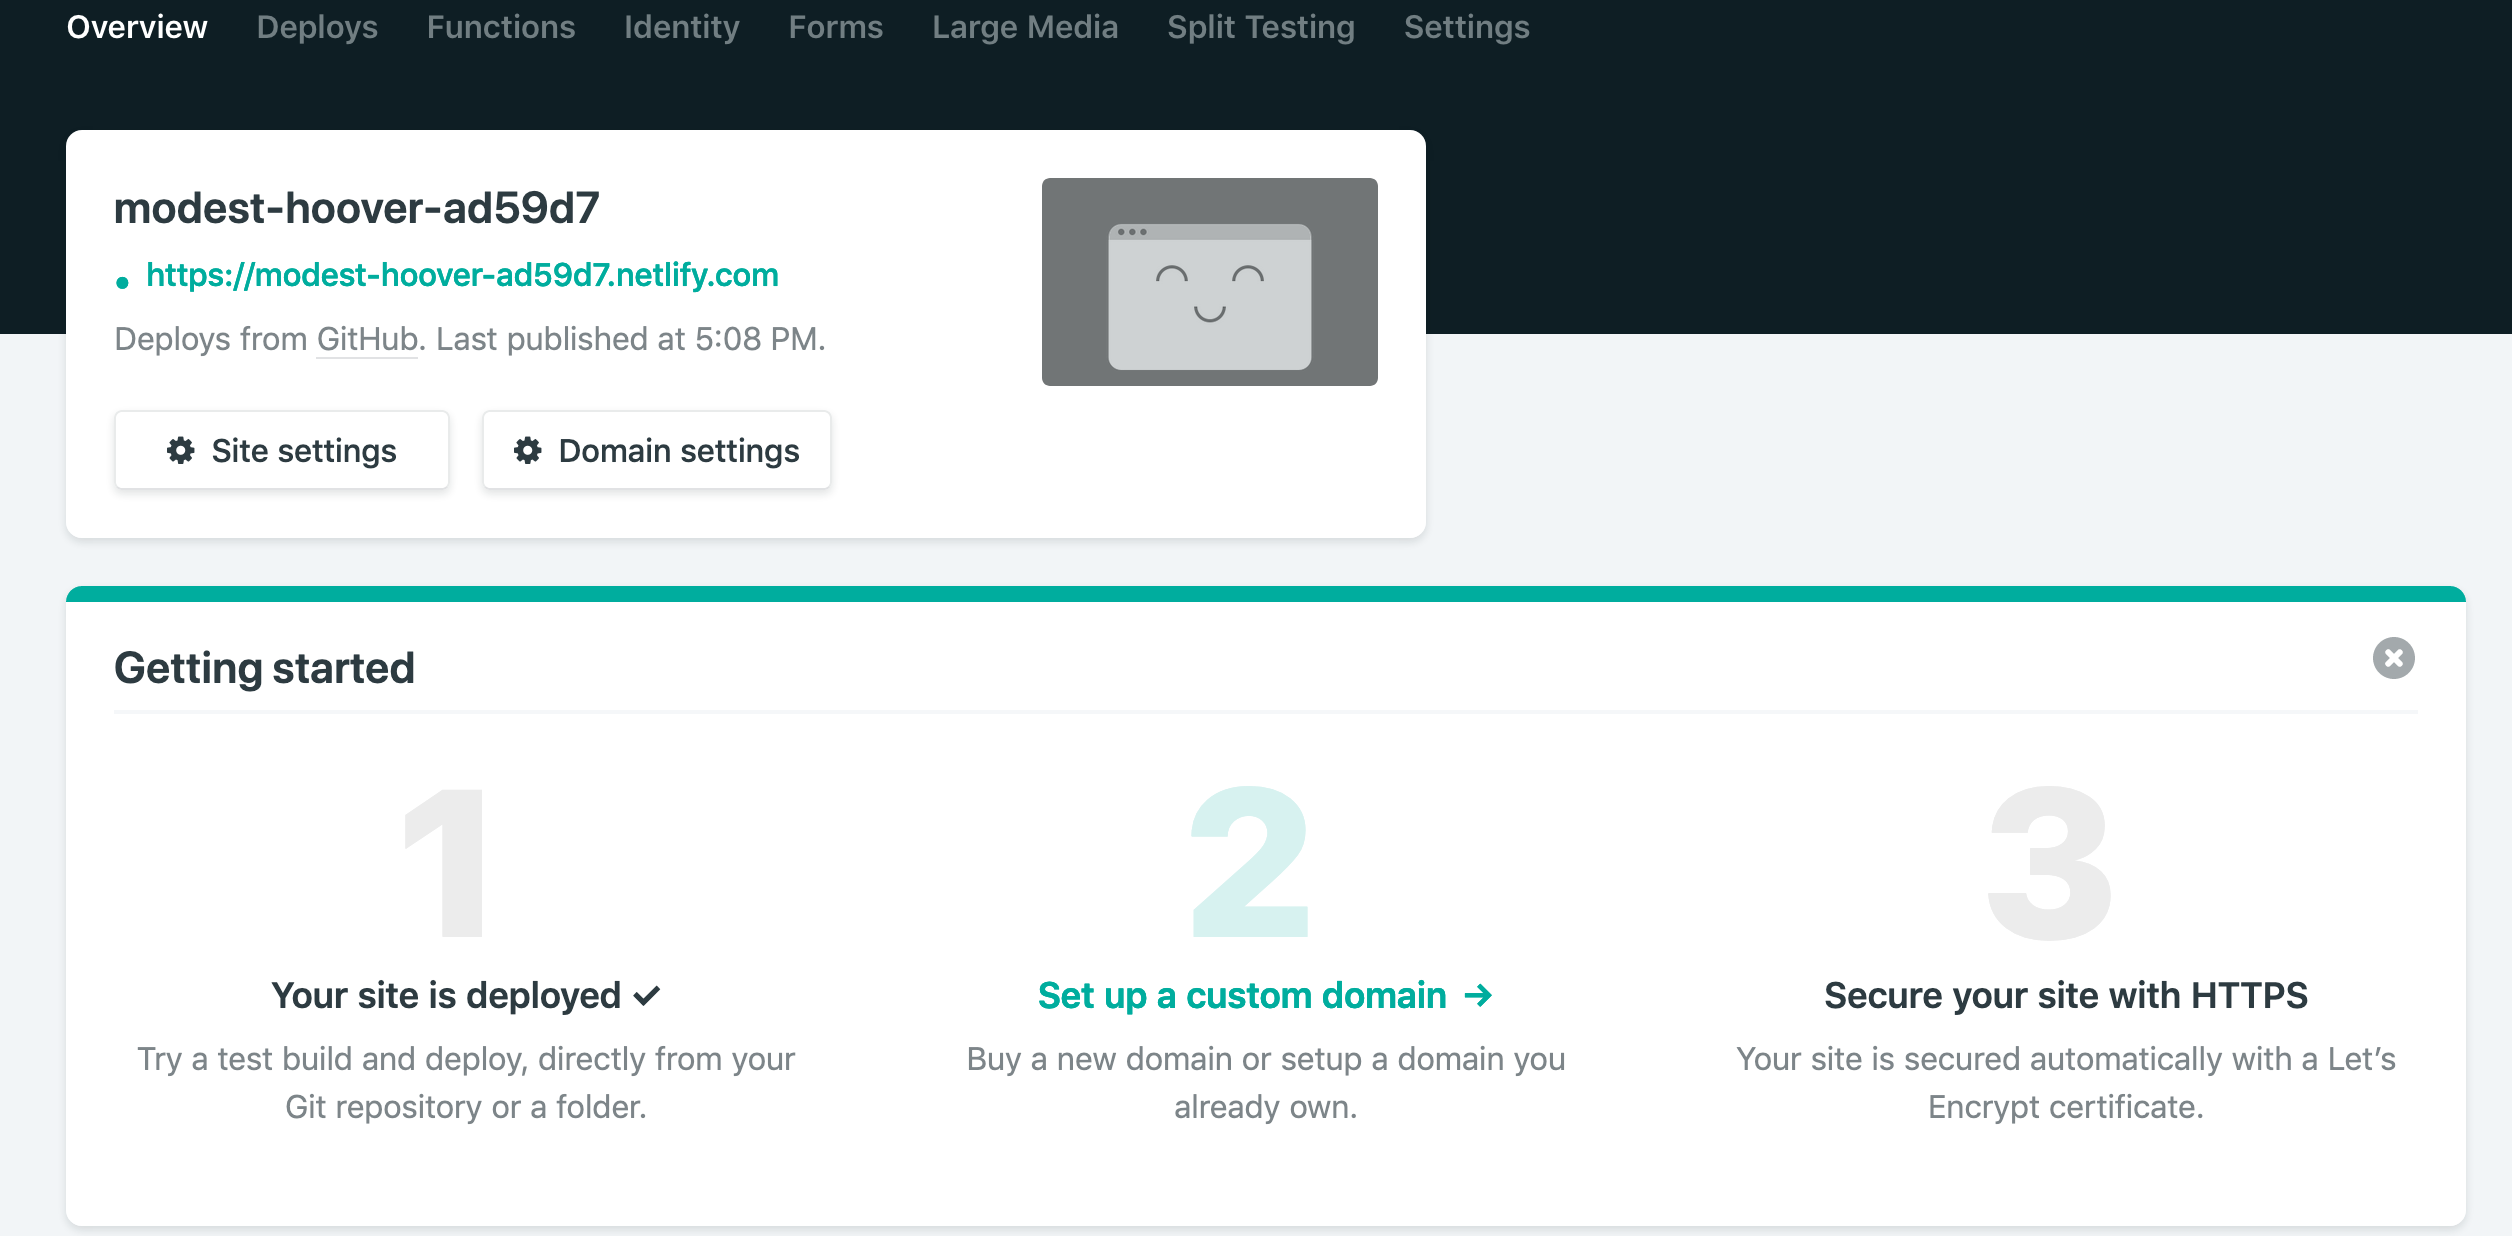 Overview Deploys Functions Identity Forms Large Media Split Testing Settings
modest-hoover-ad59d7
https://modest-hoover-ad59d7.netlify.com
Deploys from GitHub. Last published at 5:08 PM.
Site settings Domain settings
Getting started
1 2 3
Your site is deployed Set up a custom domain Secure your site with HTTPS
Try a test build and deploy, directly from your Buy a new domain or setup a domain you Your site is secured automatically with a Let’s
Git repository or a folder. already own. Encrypt certificate.